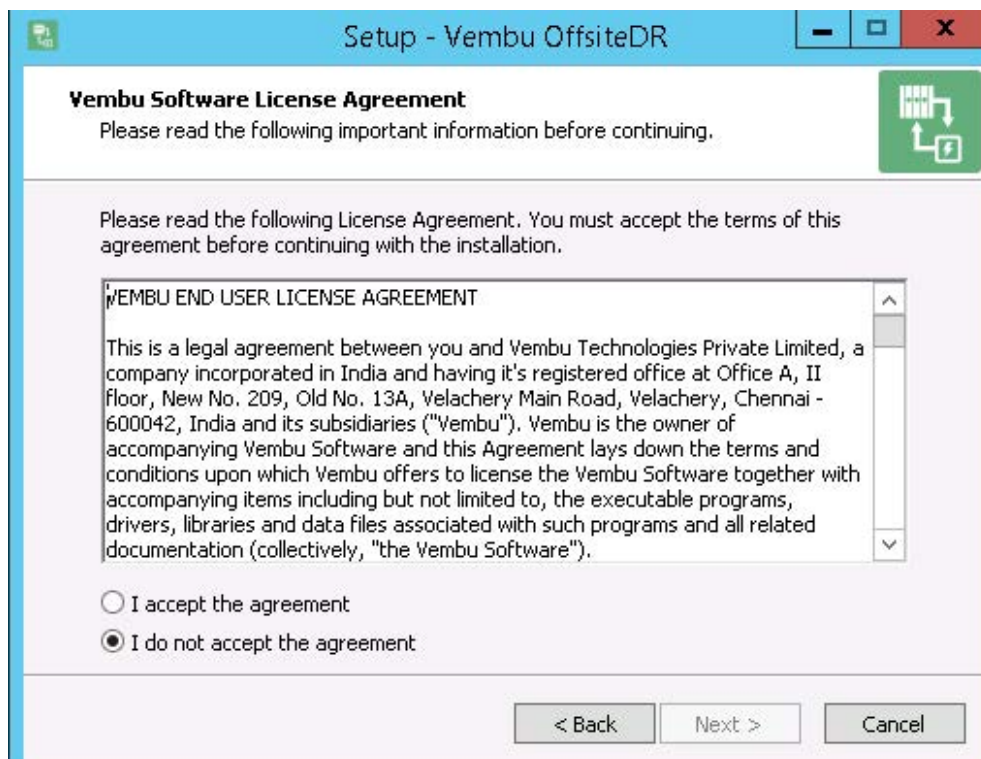 Setup - Vembu OffsiteDR
Vembu Software License Agreement
Please read the following important information before continuing.
Please read the following License Agreement. You must accept the terms of this
agreement before continuing with the installation.
VEMBU END USER LICENSE AGREEMENT
This is a legal agreement between you and Vembu Technologies Private Limited, a
company incorporated in India and having it's registered office at Office A, II
floor, New No. 209, Old No. 13A, Velachery Main Road, Velachery, Chennai -
600042, India and its subsidiaries ("Vembu"). Vembu is the owner of
accompanying Vembu Software and this Agreement lays down the terms and
conditions upon which Vembu offers to license the Vembu Software together with
accompanying items including but not limited to, the executable programs,
drivers, libraries and data files associated with such programs and all related
documentation (collectively, "the Vembu Software").
I accept the agreement
I do not accept the agreement
< Back
Next >
Cancel